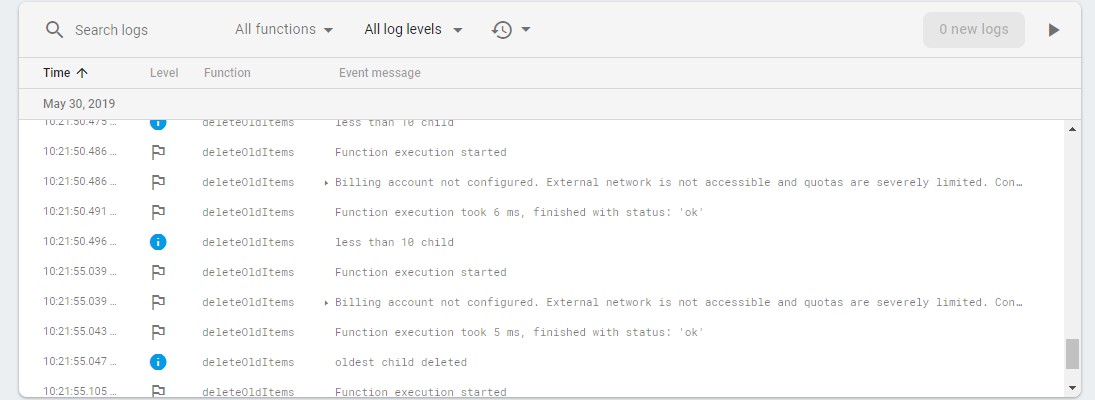 Search logs All functions All log levels 0 new logs
Time Level Function Event message
May 30, 2019
10:21:50.475 ... deleteOldItems less than 10 child
10:21:50.486 ... deleteOldItems Function execution started
10:21:50.486 ... deleteOldItems Billing account not configured. External network is not accessible and quotas are severely limited. Con…
10:21:50.491 ... deleteOldItems Function execution took 6 ms, finished with status: 'ok'
10:21:50.496 ... deleteOldItems less than 10 child
10:21:55.039 ... deleteOldItems Function execution started
10:21:55.039 ... deleteOldItems Billing account not configured. External network is not accessible and quotas are severely limited. Con…
10:21:55.043 ... deleteOldItems Function execution took 5 ms, finished with status: 'ok'
10:21:55.047 ... deleteOldItems oldest child deleted
10:21:55.105 ... deleteOldItems Function execution started